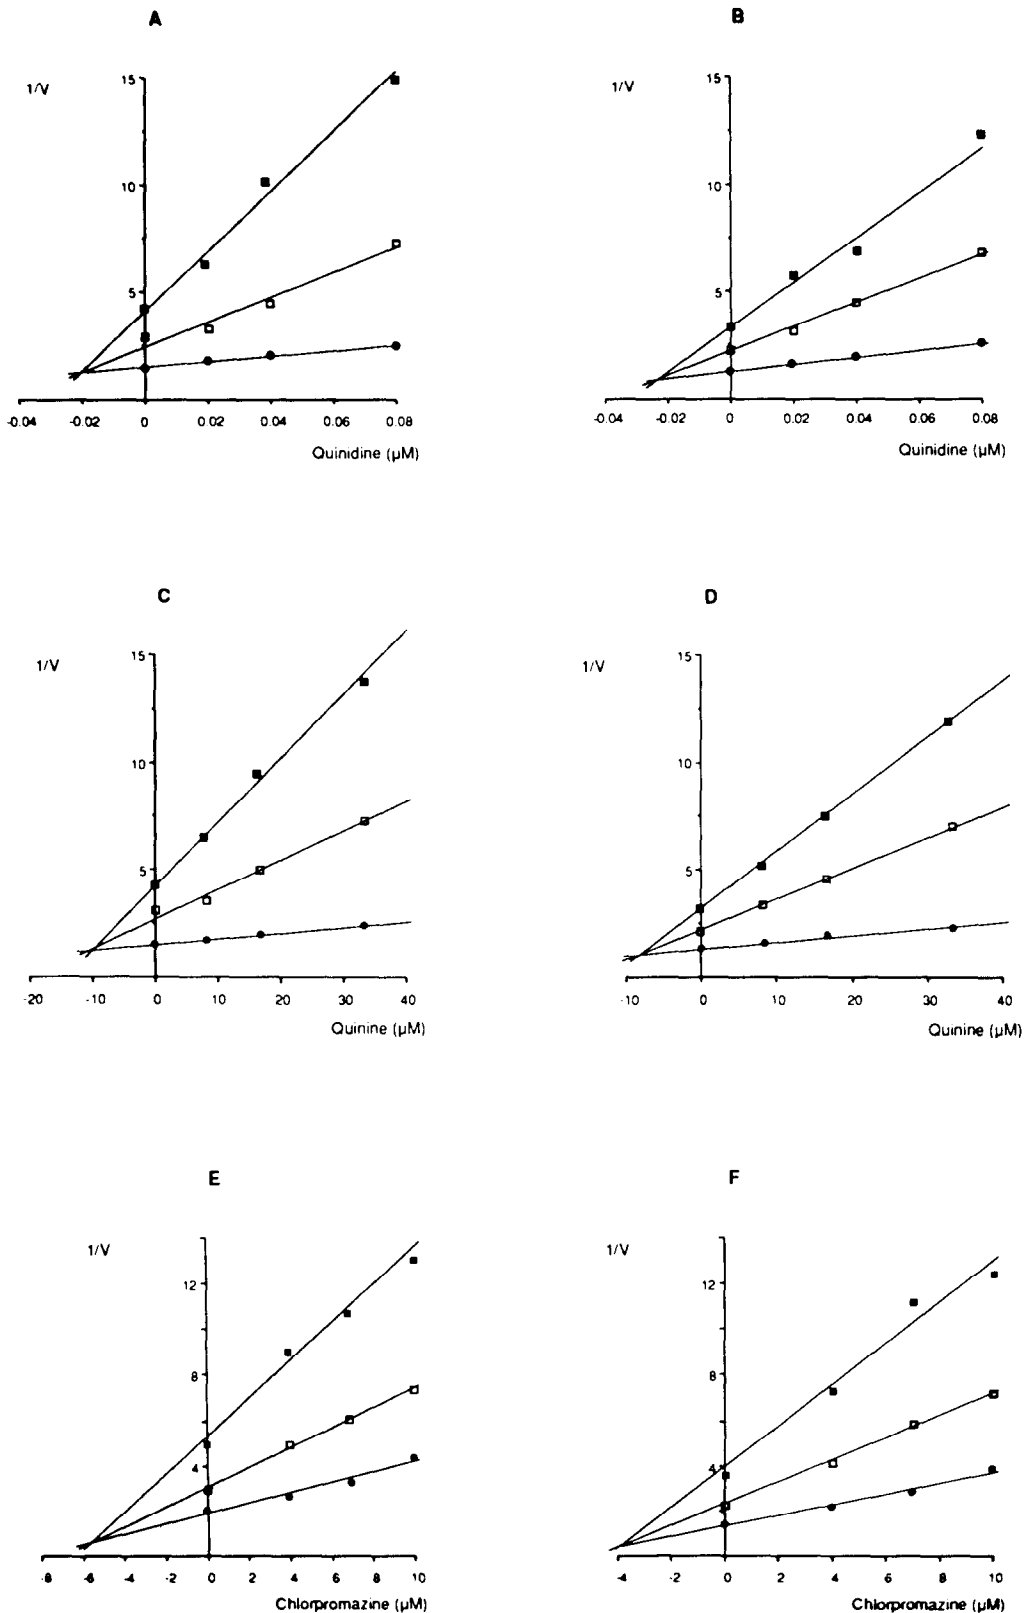 A
B
1/V
15
10
5
-0.04 -0.02 0 0.02 0.04 0.06 0.08
Quinidine (µM)
1/V
15
10
5
-0.04 -0.02 0 0.02 0.04 0.06 0.08
Quinidine (µM)
C
D
1/V
15
10
5
-20 -10 0 10 20 30 40
Quinine (µM)
1/V
15
10
5
-10 0 10 20 30 40
Quinine (µM)
E
F
1/V
12
8
4
-8 -6 -4 -2 0 2 4 6 8 10
Chlorpromazine (µM)
1/V
12
8
4
-4 -2 0 2 4 6 8 10
Chlorpromazine (µM)